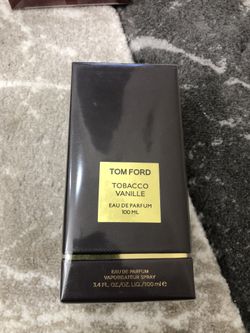 TOM FORD
TOBACCO
VANILLE
EAU DE PARFUM
100 ML
EAU DE PARFUM
VAPORISATEUR SPRAY
3.4 FL.OZ./OZ. LIQ./100 ml ℮